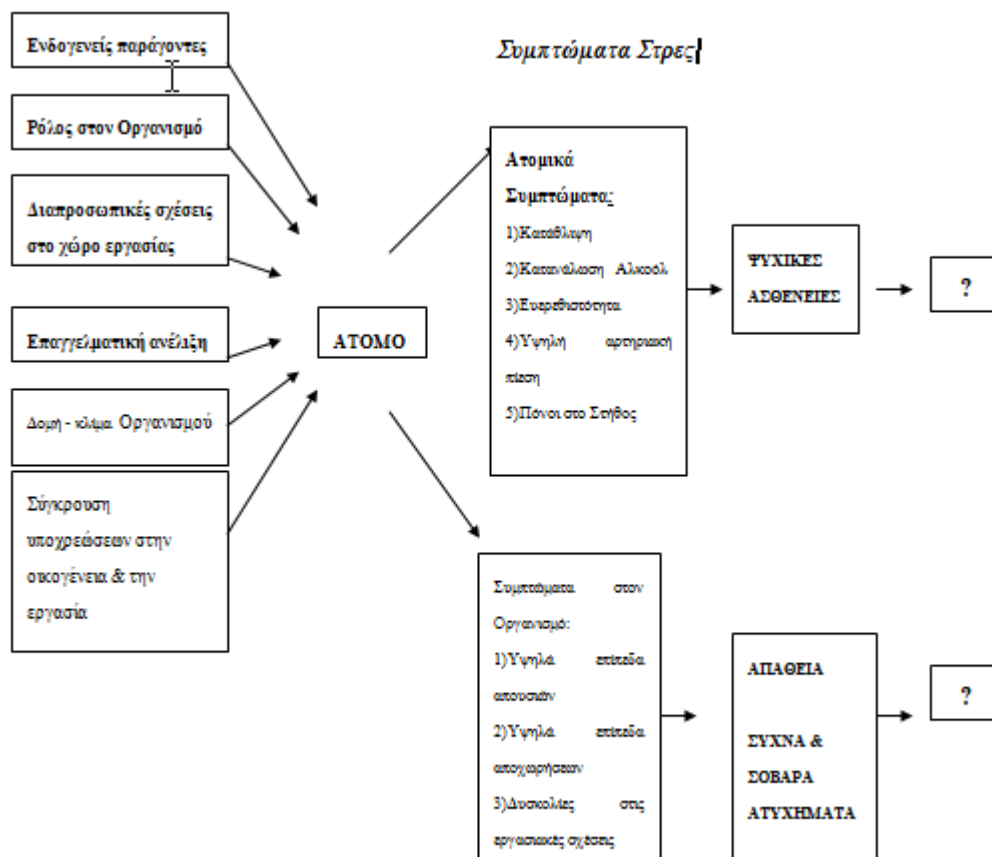 Ενδογενείς παράγοντες
Ρόλος στον Οργανισμό
Διαπροσωπικές σχέσεις
στο χώρο εργασίας
Επαγγελματική ανέλιξη
Δομή - κλίμα Οργανισμού
Σύγκρουση
υποχρεώσεων στην
οικογένεια & την
εργασία
ΑΤΟΜΟ
Συμπτώματα Στρες
Ατομικά
Συμπτώματα:
1)Κατάθλιψη
2)Κατανάλωση Αλκοόλ
3)Ευερεθιστότητα
4)Υψηλή αρτηριακή
πίεση
5)Πόνοι στο Στήθος
ΨΥΧΙΚΕΣ
ΑΣΘΕΝΕΙΕΣ
?
Συμπτώματα στον
Οργανισμό:
1)Υψηλά επίπεδα
απουσιών
2)Υψηλά επίπεδα
αποχωρήσεων
3)Δυσκολίες στις
εργασιακές σχέσεις
ΑΠΑΘΕΙΑ
ΣΥΧΝΑ &
ΣΟΒΑΡΑ
ΑΤΥΧΗΜΑΤΑ
?